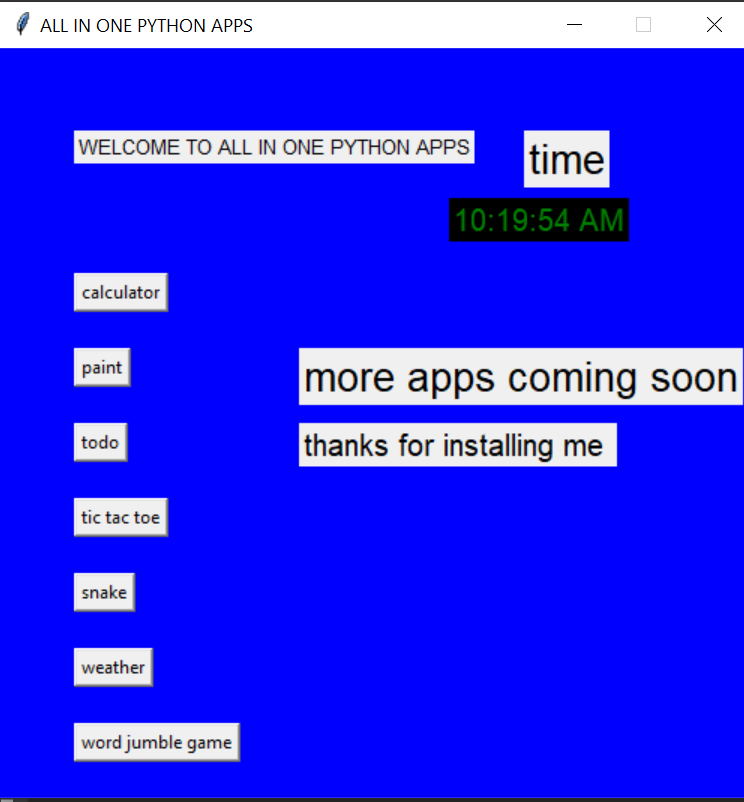 ALL IN ONE PYTHON APPS
WELCOME TO ALL IN ONE PYTHON APPS
time
10:19:54 AM
calculator
paint
more apps coming soon
todo
thanks for installing me
tic tac toe
snake
weather
word jumble game